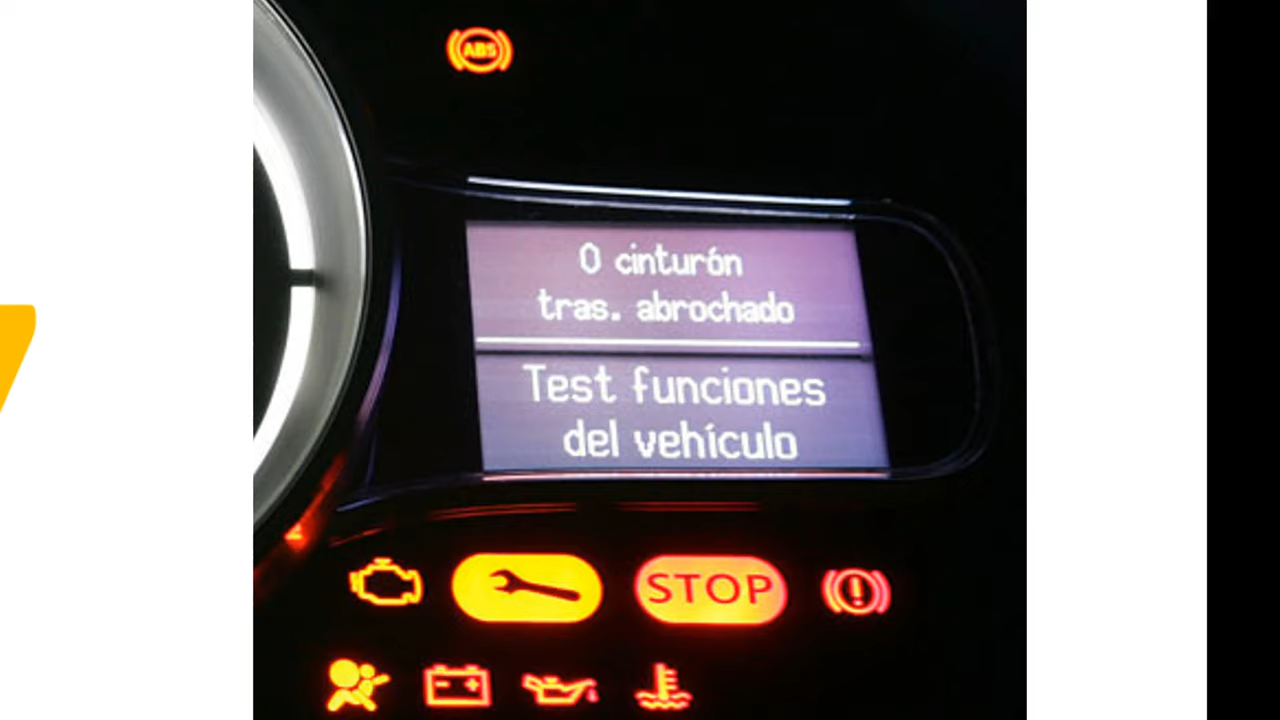 ABS
0 cinturón
tras. abrochado
Test funciones
del vehículo
STOP